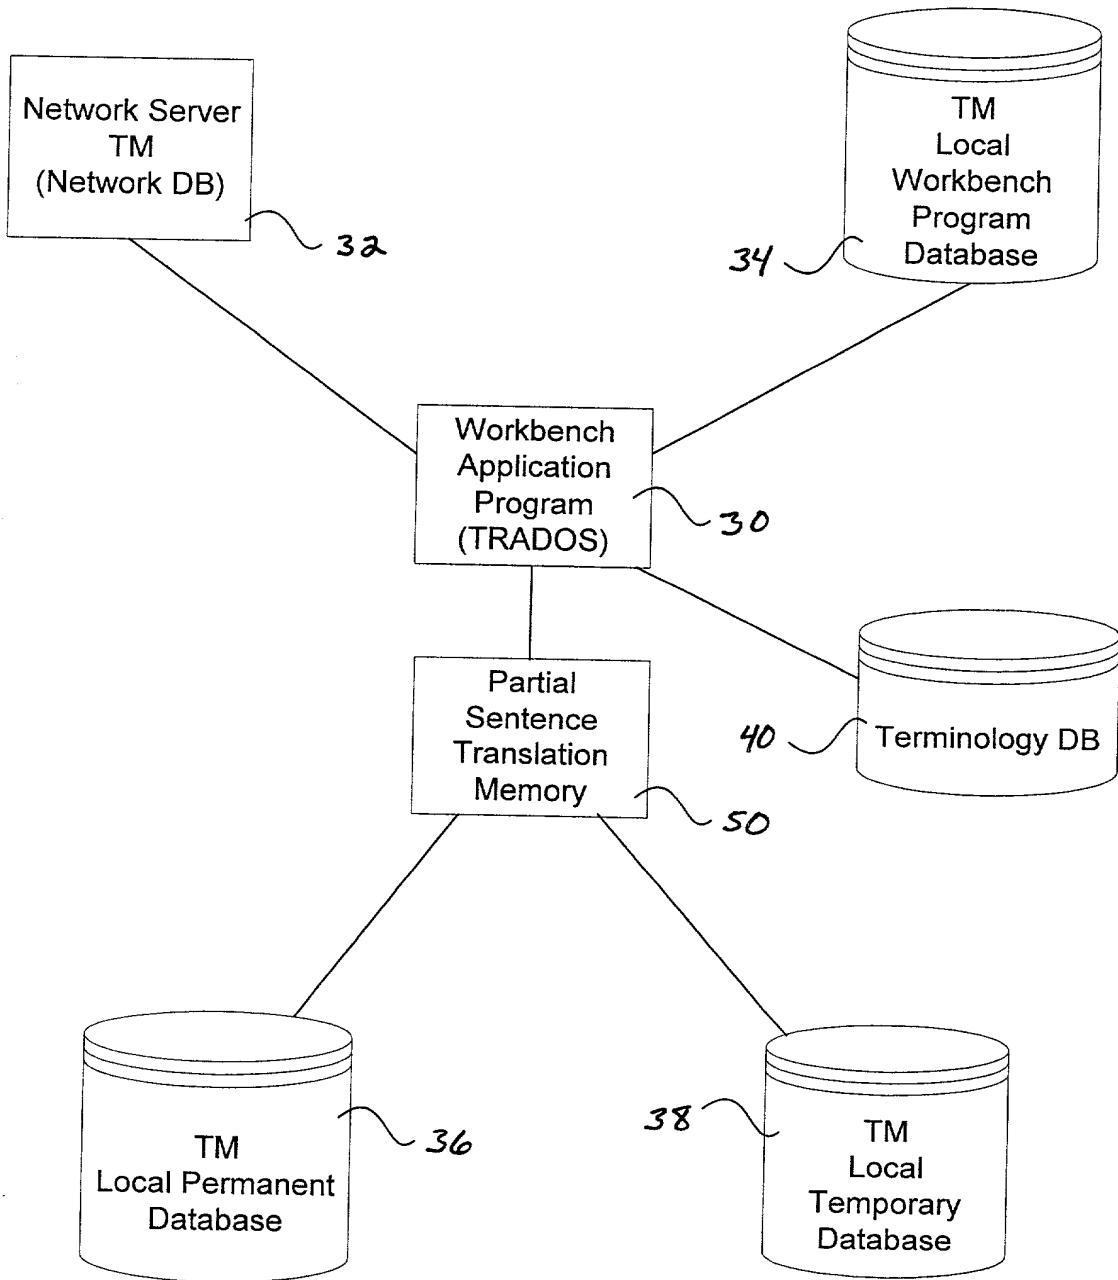 Network Server
TM
(Network DB)
32
TM
Local
Workbench
Program
Database
34
Workbench
Application
Program
(TRADOS)
30
Partial
Sentence
Translation
Memory
50
40
Terminology DB
TM
Local Permanent
Database
36
38
TM
Local
Temporary
Database